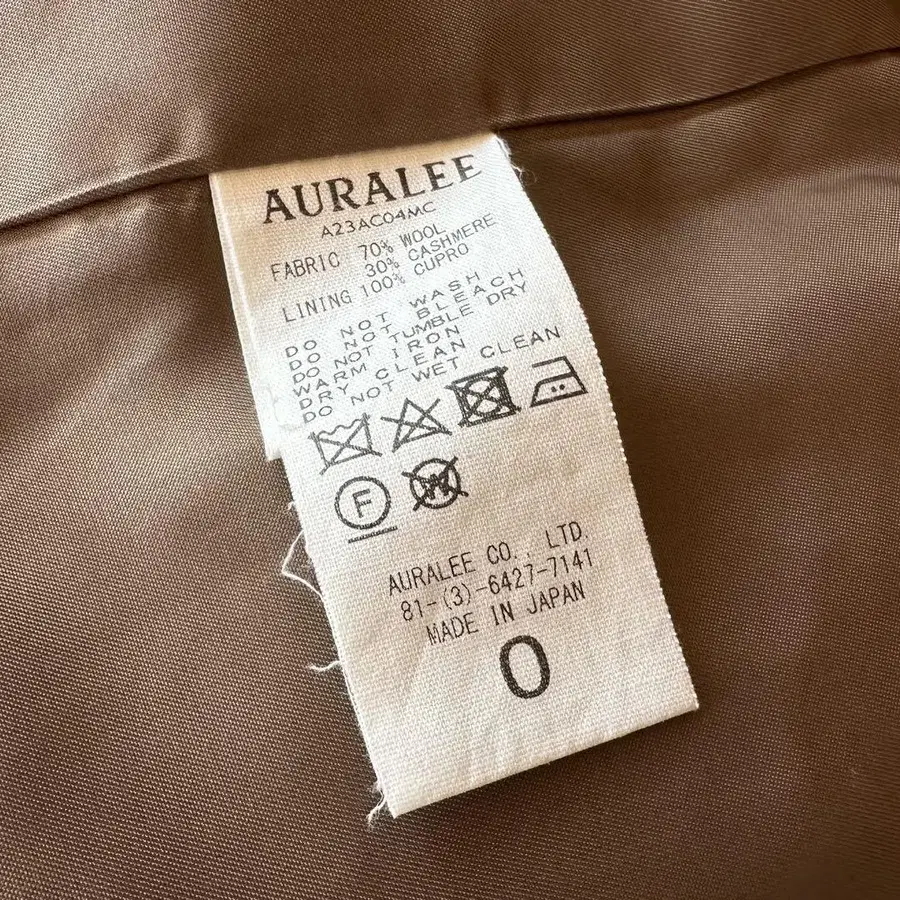 AURALEE
A23AC04MC
FABRIC 70% WOOL
30% CASHMERE
LINING 100% CUPRO
DO NOT WASH
DO NOT BLEACH
DO NOT TUMBLE DRY
WARM IRON
DRY CLEAN
DO NOT WET CLEAN
F
W
AURALEE CO., LTD.
81-(3)-6427-7141
MADE IN JAPAN
0